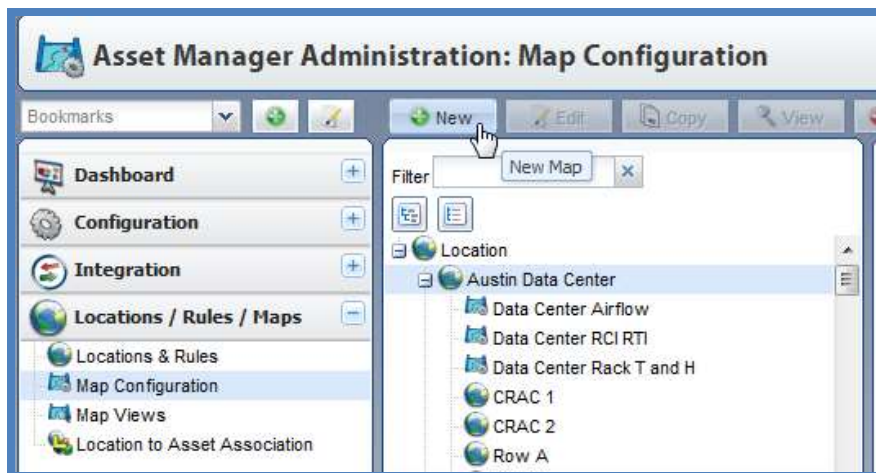 Asset Manager Administration: Map Configuration
Bookmarks
New
Edit
Copy
View
New Map
Dashboard
Configuration
Integration
Locations / Rules / Maps
Locations & Rules
Map Configuration
Map Views
Location to Asset Association
Filter
Location
Austin Data Center
Data Center Airflow
Data Center RCI RTI
Data Center Rack T and H
CRAC 1
CRAC 2
Row A